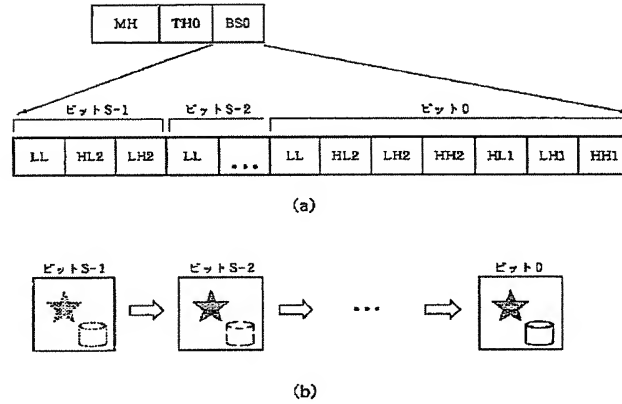 MH TH0 BS0
ビットS-1 ビットS-2 ビット0
LL HL2 LH2 LL ... LL HL2 LH2 HH2 HL1 LH1 HH1
(a)
ビットS-1 ビットS-2 ビット0
...
(b)